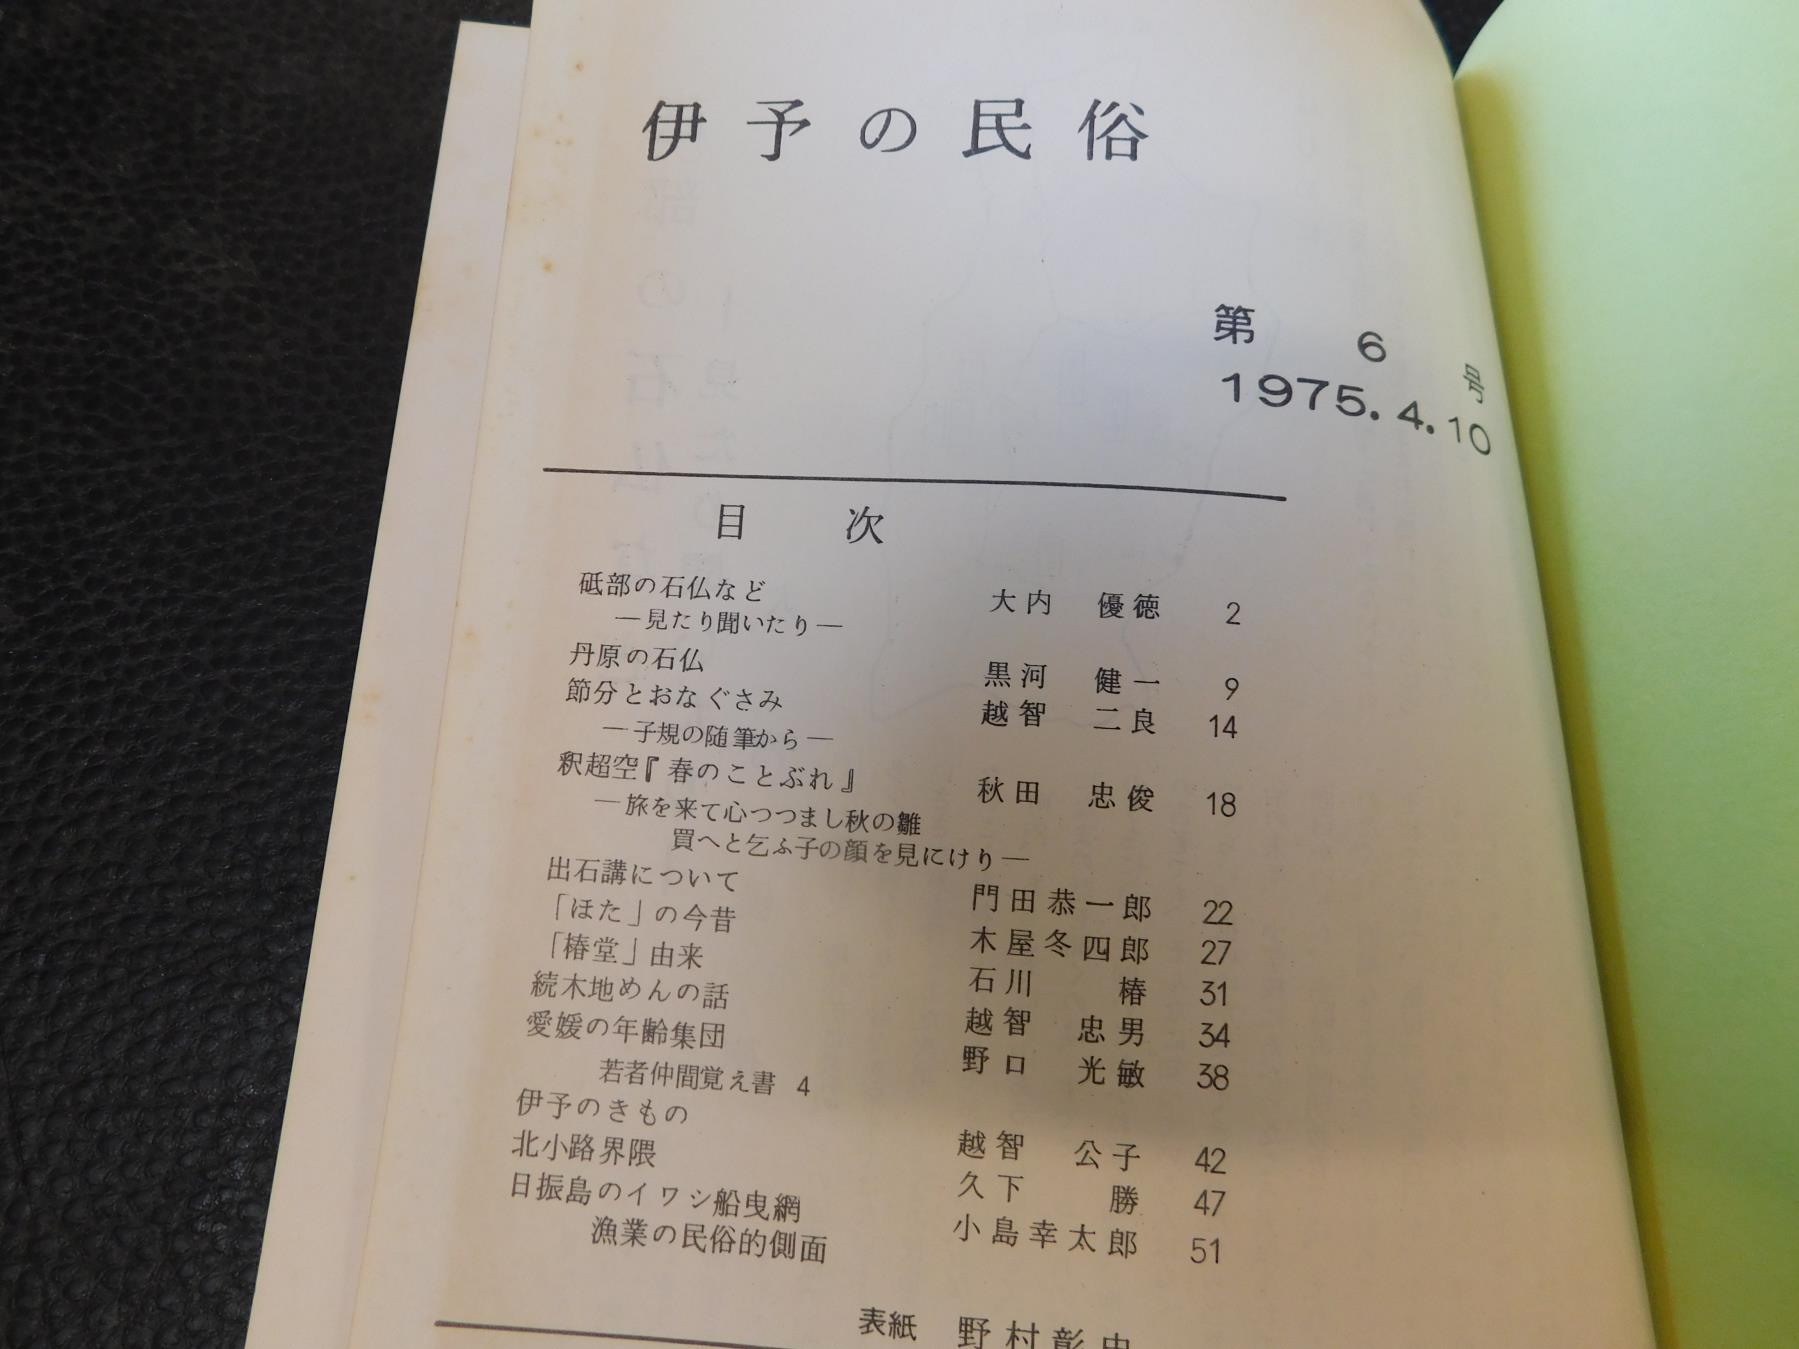 伊予の民俗
第 6 号
1975.4.10
目 次
砥部の石仏など 大内 優徳 2
―見たり聞いたり―
丹原の石仏 黒河 健一 9
節分とおなぐさみ 越智 二良 14
―子規の随筆から―
釈超空『春のことぶれ』 秋田 忠俊 18
―旅を来て心つつまし秋の雛
買へと乞ふ子の顔を見にけり―
出石講について 門田恭一郎 22
「ほた」の今昔 木屋冬四郎 27
「椿堂」由来 石川 椿 31
続木地めんの話 越智 忠男 34
愛媛の年齢集団 野口 光敏 38
若者仲間覚え書 4
伊予のきもの 越智 公子 42
北小路界隈 久下 勝 47
日振島のイワシ船曳網 小島幸太郎 51
漁業の民俗的側面
表紙 野村彰